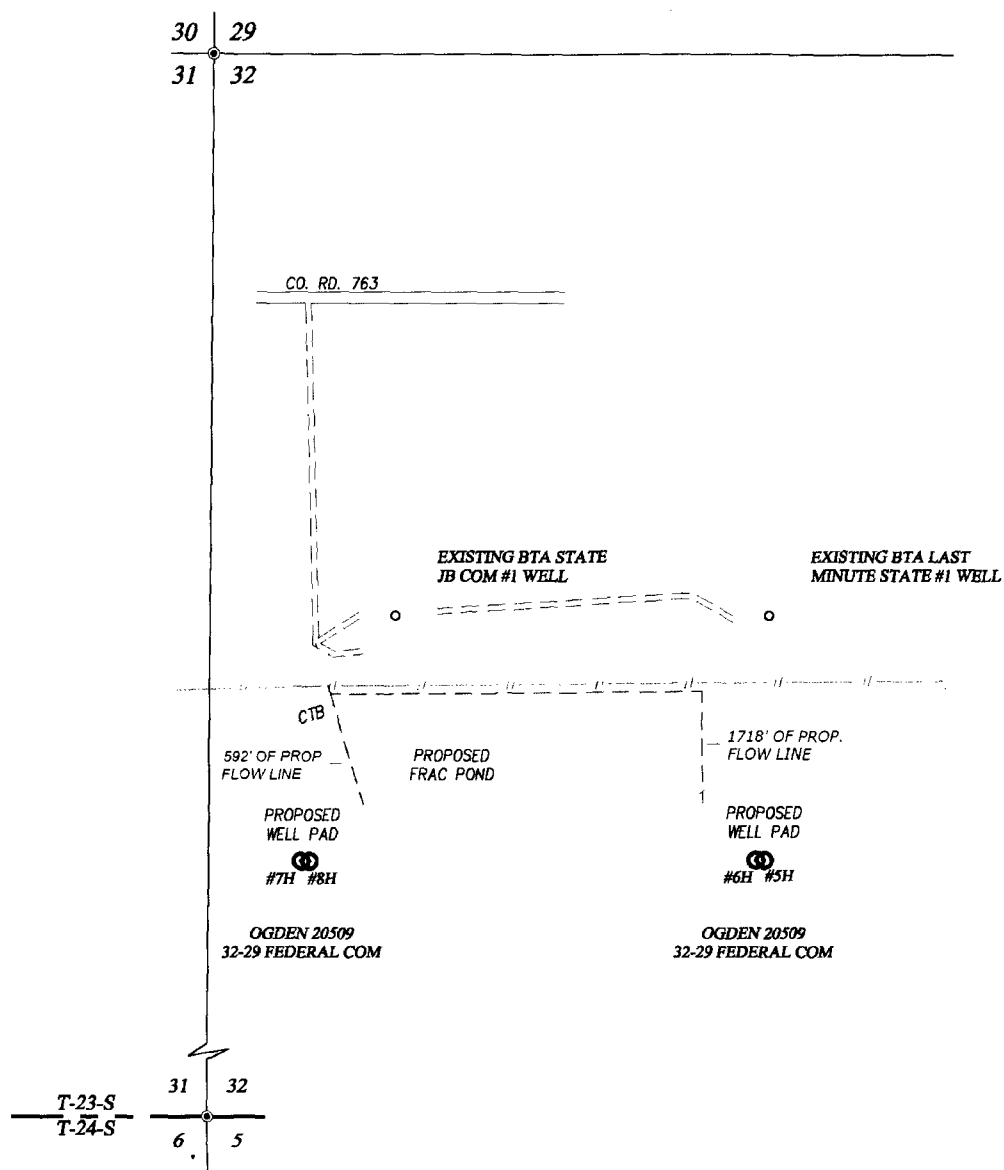 30 29
31 32
CO. RD. 763
EXISTING BTA STATE
JB COM #1 WELL
EXISTING BTA LAST
MINUTE STATE #1 WELL
CTB
592' OF PROP
FLOW LINE
PROPOSED
FRAC POND
1718' OF PROP.
FLOW LINE
PROPOSED
WELL PAD
#7H #8H
PROPOSED
WELL PAD
#6H #5H
OGDEN 20509
32-29 FEDERAL COM
OGDEN 20509
32-29 FEDERAL COM
31 32
T-23-S
T-24-S
6 5